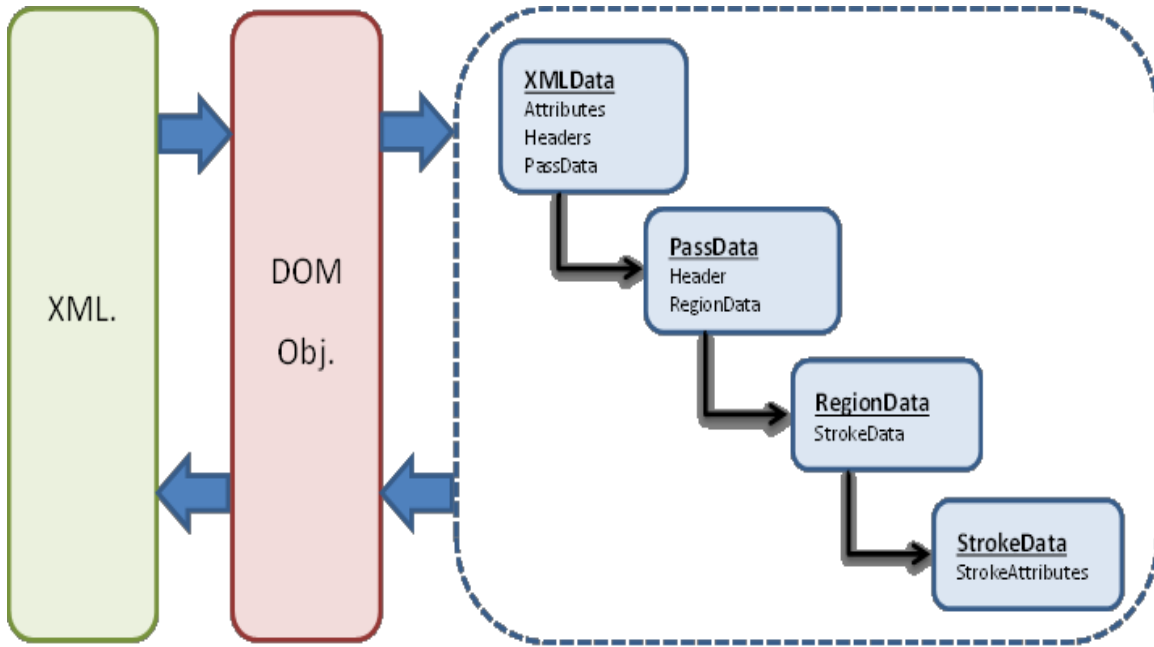 XML.
DOM
Obj.
XMLData
Attributes
Headers
PassData
PassData
Header
RegionData
RegionData
StrokeData
StrokeData
StrokeAttributes